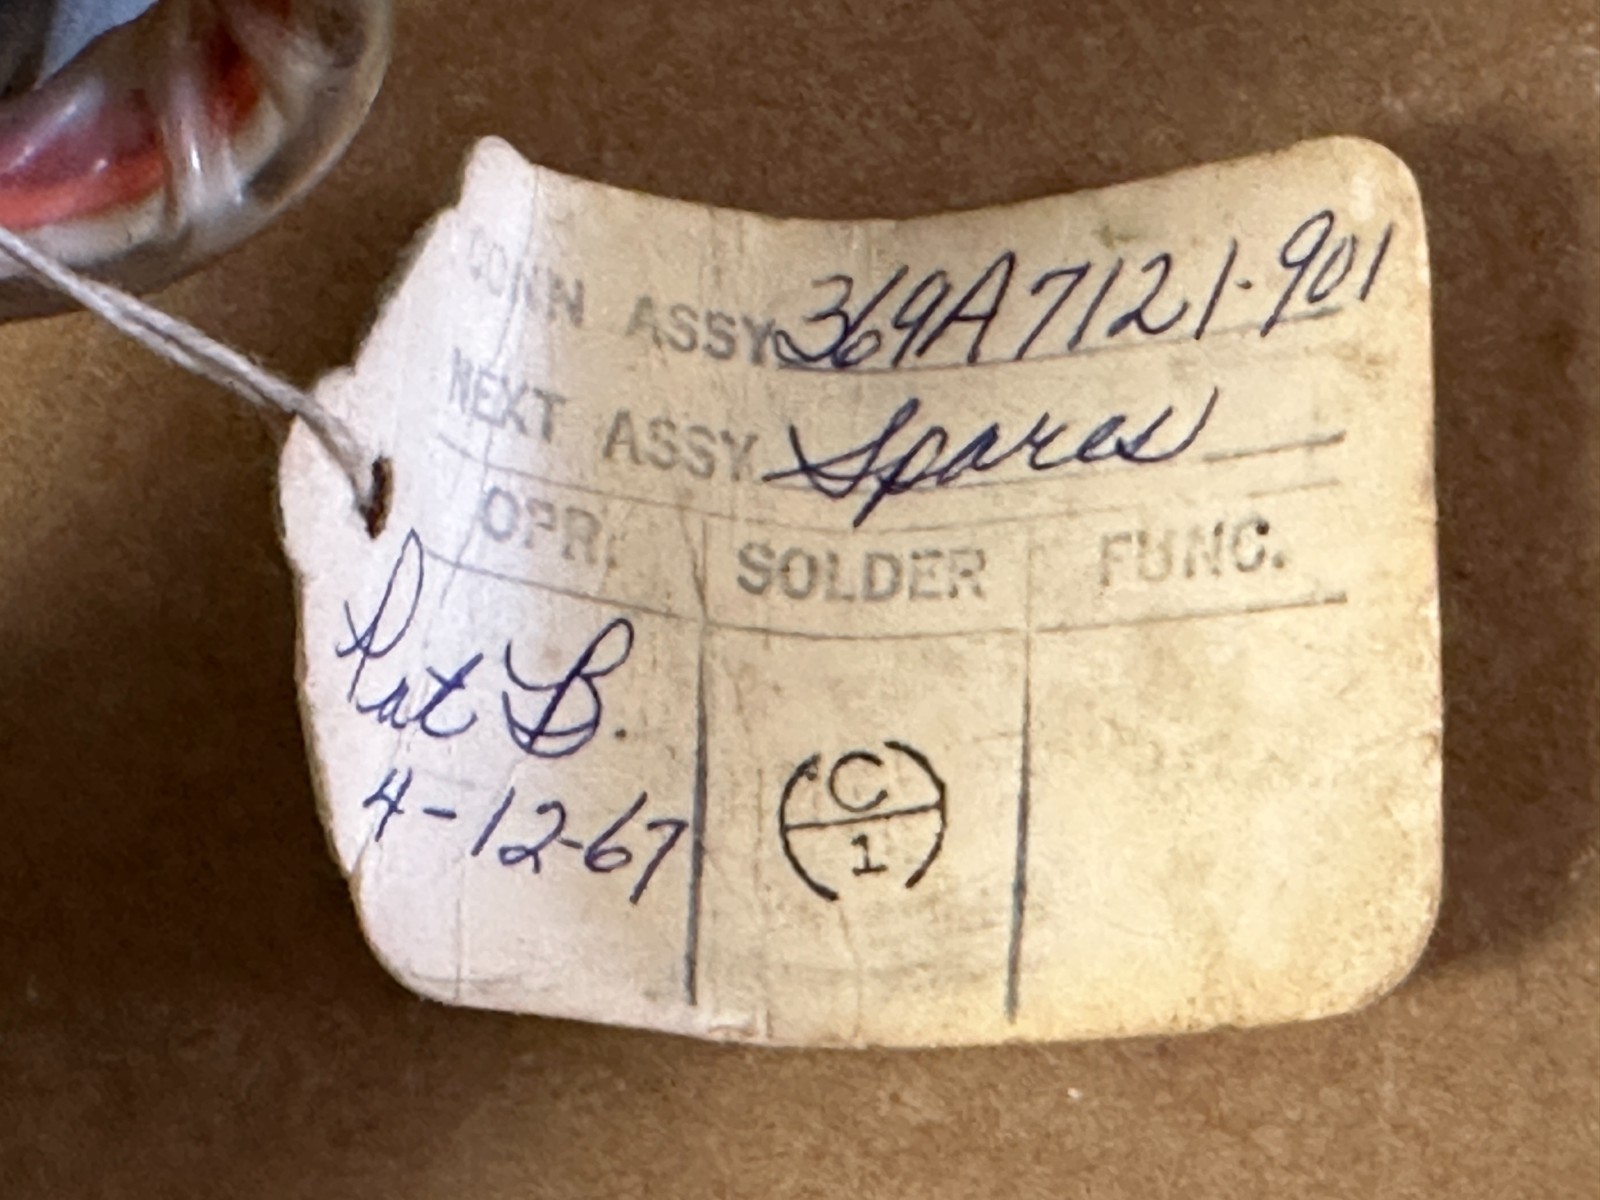 CONN ASSY 369A7121-901
NEXT ASSY Spares
OPR. SOLDER FUNC.
Pat B.
4-12-67
C
1